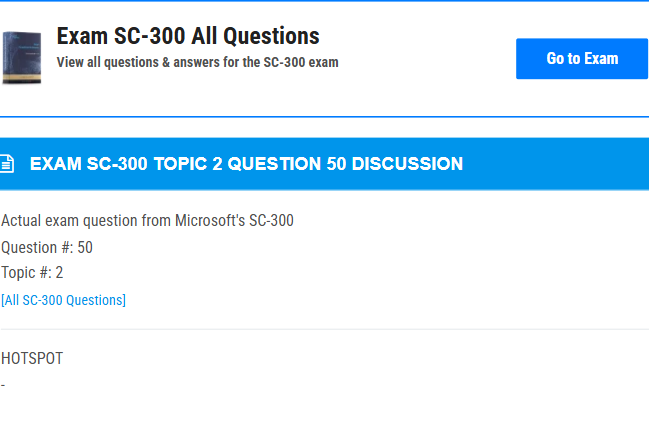 Exam SC-300 All Questions
View all questions & answers for the SC-300 exam
Go to Exam
EXAM SC-300 TOPIC 2 QUESTION 50 DISCUSSION
Actual exam question from Microsoft's SC-300
Question #: 50
Topic #: 2
[All SC-300 Questions]
HOTSPOT
-